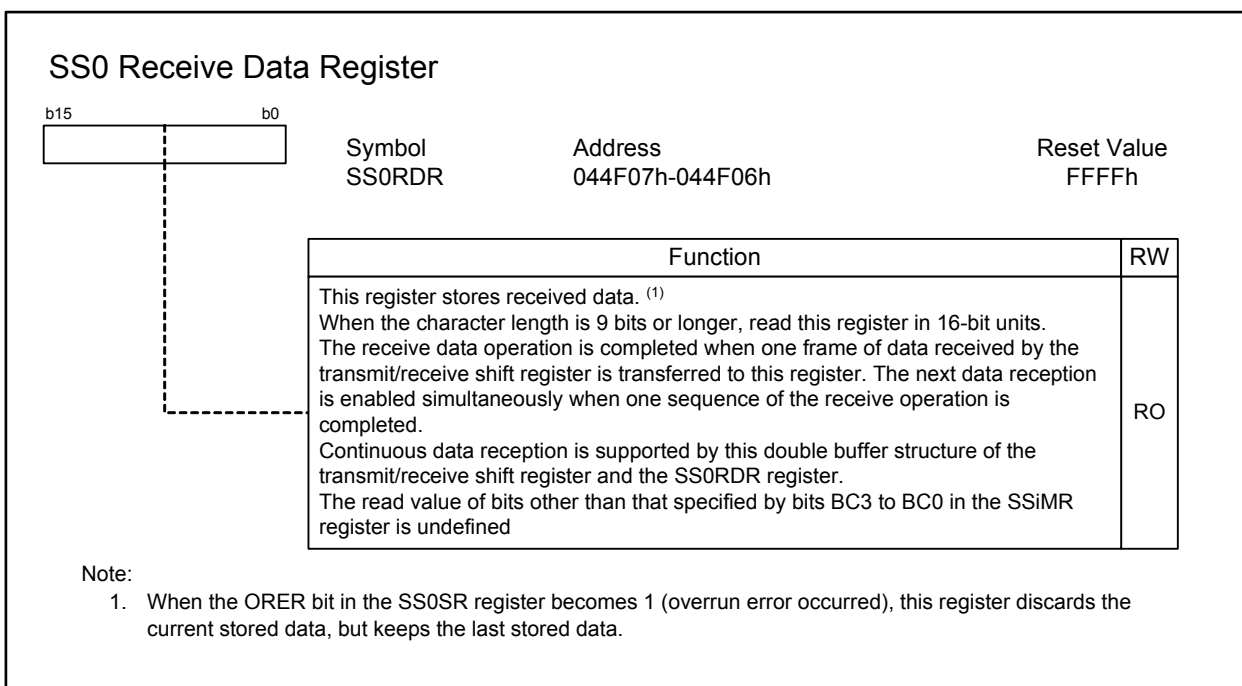 SS0 Receive Data Register
b15 b0
Symbol Address Reset Value
SS0RDR 044F07h-044F06h FFFFh
Function RW
This register stores received data. (1)
When the character length is 9 bits or longer, read this register in 16-bit units.
The receive data operation is completed when one frame of data received by the
transmit/receive shift register is transferred to this register. The next data reception
is enabled simultaneously when one sequence of the receive operation is
completed.
Continuous data reception is supported by this double buffer structure of the
transmit/receive shift register and the SS0RDR register.
The read value of bits other than that specified by bits BC3 to BC0 in the SSiMR
register is undefined
RO
Note:
1. When the ORER bit in the SS0SR register becomes 1 (overrun error occurred), this register discards the
current stored data, but keeps the last stored data.